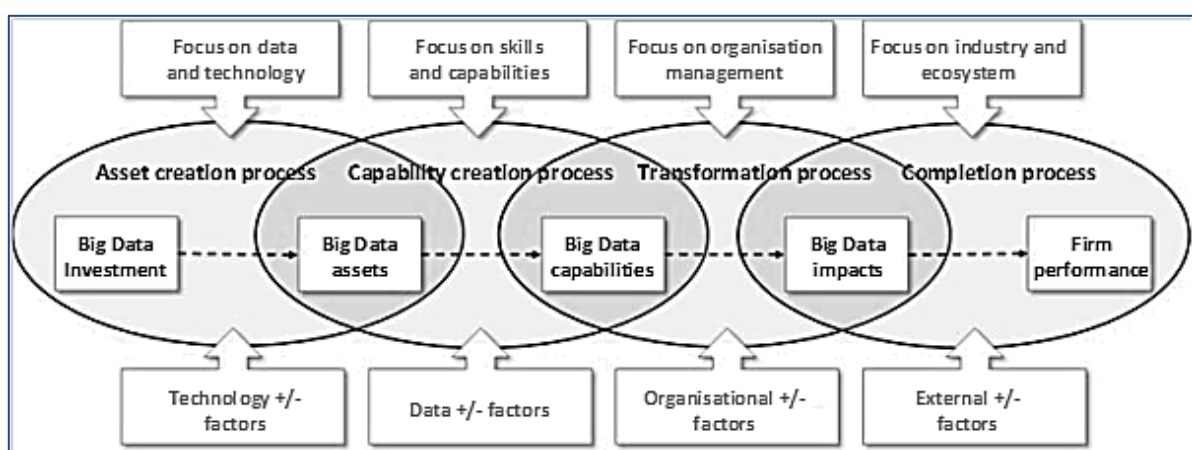 Focus on data
and technology
Focus on skills
and capabilities
Focus on organisation
management
Focus on industry and
ecosystem
Asset creation process
Capability creation process
Transformation process
Completion process
Big Data
Investment
Big Data
assets
Big Data
capabilities
Big Data
impacts
Firm
performance
Technology +/-
factors
Data +/- factors
Organisational +/-
factors
External +/-
factors